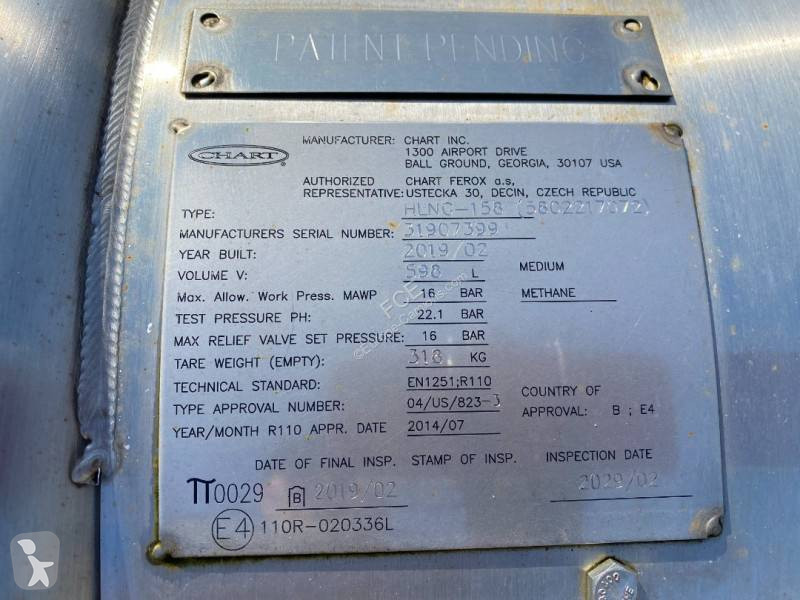 PATENT PENDING
CHART
MANUFACTURER: CHART INC.
1300 AIRPORT DRIVE
BALL GROUND, GEORGIA, 30107 USA
AUTHORIZED REPRESENTATIVE: CHART FEROX a.s,
USTECKA 30, DECIN, CZECH REPUBLIC
TYPE: HLNG-158 (5802217672)
MANUFACTURERS SERIAL NUMBER: 31907399
YEAR BUILT: 2019/02
VOLUME V: 598 L MEDIUM
Max. Allow. Work Press. MAWP 16 BAR METHANE
TEST PRESSURE PH: 22.1 BAR
MAX RELIEF VALVE SET PRESSURE: 16 BAR
TARE WEIGHT (EMPTY): 318 KG
TECHNICAL STANDARD: EN1251;R110 COUNTRY OF
TYPE APPROVAL NUMBER: 04/US/823-3 APPROVAL: B ; E4
YEAR/MONTH R110 APPR. DATE 2014/07
DATE OF FINAL INSP. STAMP OF INSP. INSPECTION DATE
π0029 B 2019/02 2029/02
E4 110R-020336L